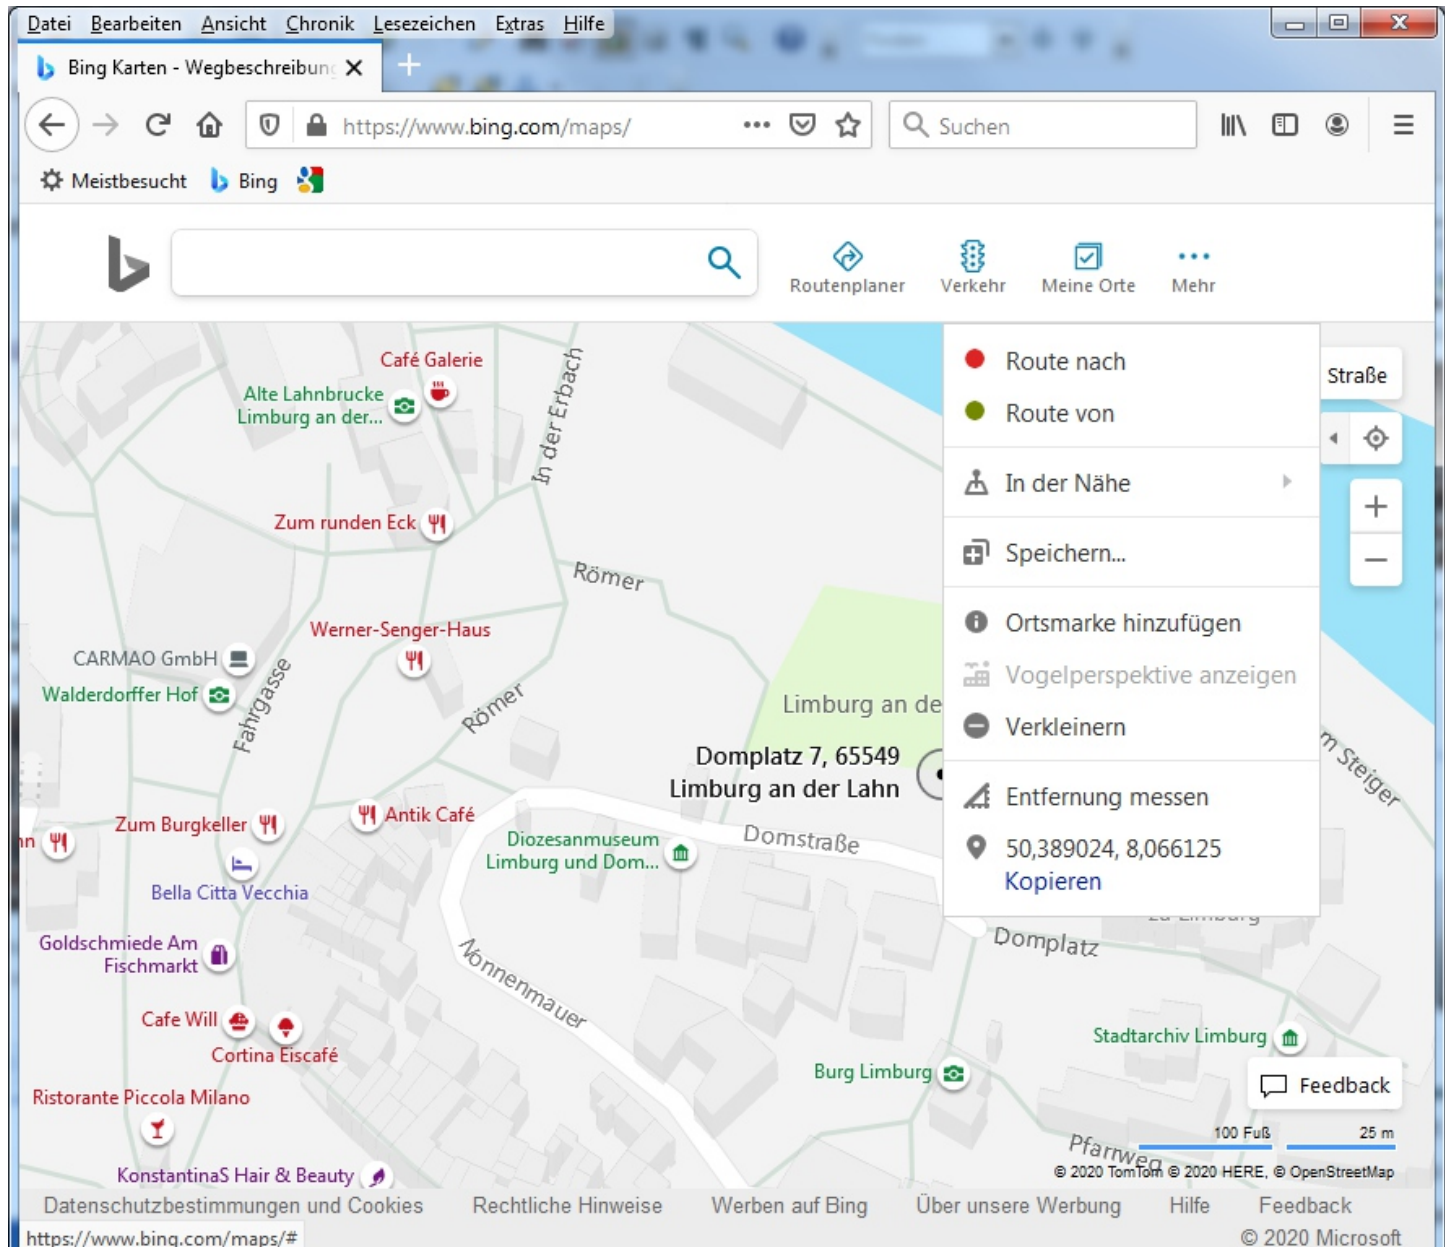 Datei Bearbeiten Ansicht Chronik Lesezeichen Extras Hilfe
Bing Karten - Wegbeschreibung
https://www.bing.com/maps/
Suchen
Meistbesucht Bing
Routenplaner Verkehr Meine Orte Mehr
Route nach
Route von
In der Nähe
Speichern...
Ortsmarke hinzufügen
Vogelperspektive anzeigen
Verkleinern
Entfernung messen
50,389024, 8,066125
Kopieren
Straße
Café Galerie
Alte Lahnbrucke
Limburg an der...
In der Erbach
Zum runden Eck
Römer
Werner-Senger-Haus
CARMAO GmbH
Walderdorffer Hof
Fahrgasse
Römer
Limburg an de
Domplatz 7, 65549
Limburg an der Lahn
m Steiger
Zum Burgkeller
Antik Café
Diozesanmuseum
Limburg und Dom...
Domstraße
Bella Citta Vecchia
zu Limburg
Goldschmiede Am
Fischmarkt
Nonnenmauer
Domplatz
Cafe Will
Cortina Eiscafé
Stadtarchiv Limburg
Burg Limburg
Ristorante Piccola Milano
Feedback
100 Fuß 25 m
Pfarrweg
KonstantinaS Hair & Beauty
© 2020 TomTom © 2020 HERE, © OpenStreetMap
Datenschutzbestimmungen und Cookies Rechtliche Hinweise Werben auf Bing Über unsere Werbung Hilfe Feedback
https://www.bing.com/maps/#
© 2020 Microsoft